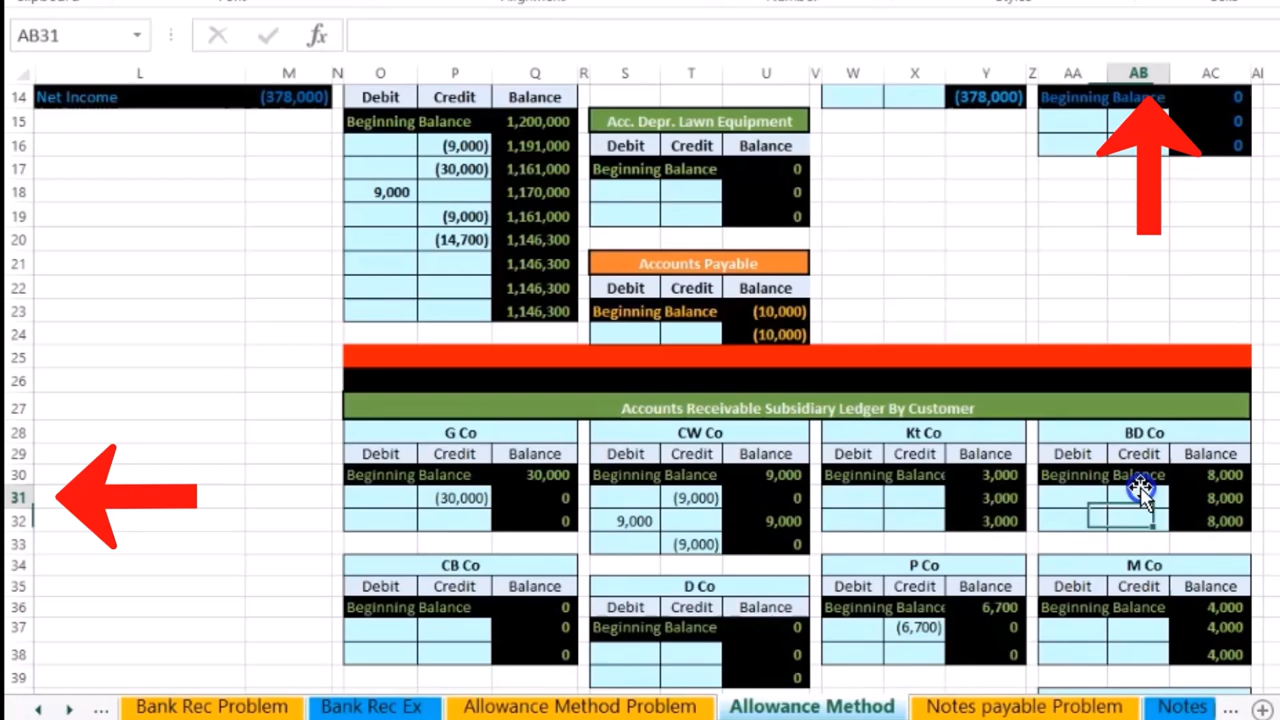 AB31 fx
L M N O P Q R S T U V W X Y Z AA AB AC
14 Net Income (378,000) Debit Credit Balance (378,000) Beginning Balance 0
15 Beginning Balance 1,200,000 Acc. Depr. Lawn Equipment 0
16 (9,000) 1,191,000 Debit Credit Balance 0
17 (30,000) 1,161,000 Beginning Balance 0
18 9,000 1,170,000 0
19 (9,000) 1,161,000 0
20 (14,700) 1,146,300
21 1,146,300 Accounts Payable
22 1,146,300 Debit Credit Balance
23 1,146,300 Beginning Balance (10,000)
24 (10,000)
25
26
27 Accounts Receivable Subsidiary Ledger By Customer
28 G Co CW Co Kt Co BD Co
29 Debit Credit Balance Debit Credit Balance Debit Credit Balance Debit Credit Balance
30 Beginning Balance 30,000 Beginning Balance 9,000 Beginning Balance 3,000 Beginning Balance 8,000
31 (30,000) 0 (9,000) 0 3,000 8,000
32 0 9,000 9,000 3,000 8,000
33 (9,000) 0
34 CB Co P Co M Co
35 Debit Credit Balance D Co Debit Credit Balance Debit Credit Balance
36 Beginning Balance 0 Debit Credit Balance Beginning Balance 6,700 Beginning Balance 4,000
37 0 Beginning Balance 0 (6,700) 0 4,000
38 0 0 0 4,000
39 0
... Bank Rec Problem Bank Rec Ex Allowance Method Problem Allowance Method Notes payable Problem Notes ...